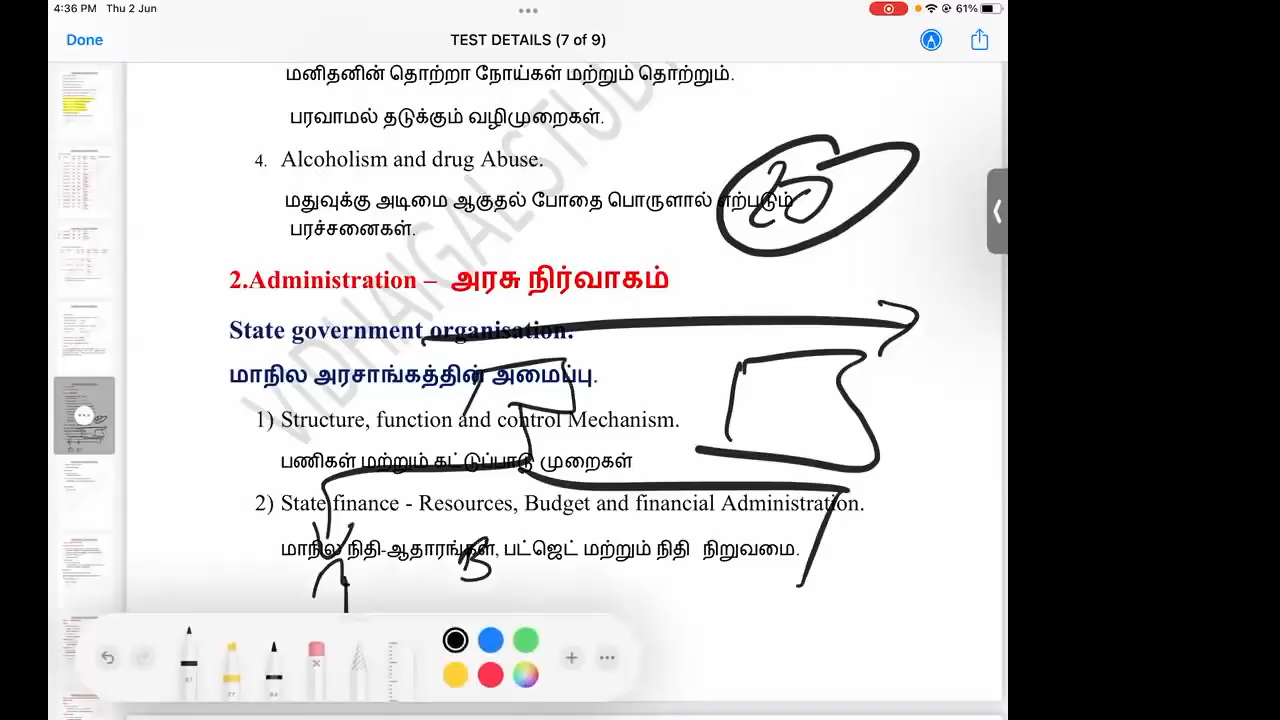 4:36 PM Thu 2 Jun
61%
Done
TEST DETAILS (7 of 9)
மனிதனின் தொற்றா நோய்கள் மற்றும் தொற்றும்.
பரவாமல் தடுக்கும் வழிமுறைகள்.
4. Alcoholism and drug Abuse.
மதுவுக்கு அடிமை ஆகுதல் போதை பொருளால் எற்படும்
பரச்சனைகள்.
25
2.Administration – அரசு நிர்வாகம்
State government organisation.
மாநில அரசாங்கத்தின் அமைப்பு.
1) Structure, function and control Mechanism.
பணிகள் மற்றும் கட்டுப்பாடு முறைகள்
2) State finance - Resources, Budget and financial Administration.
மாநில நிதி-ஆதாரங்கள் பட்ஜெட் மற்றும் நிதி நிறுவனம்.
B